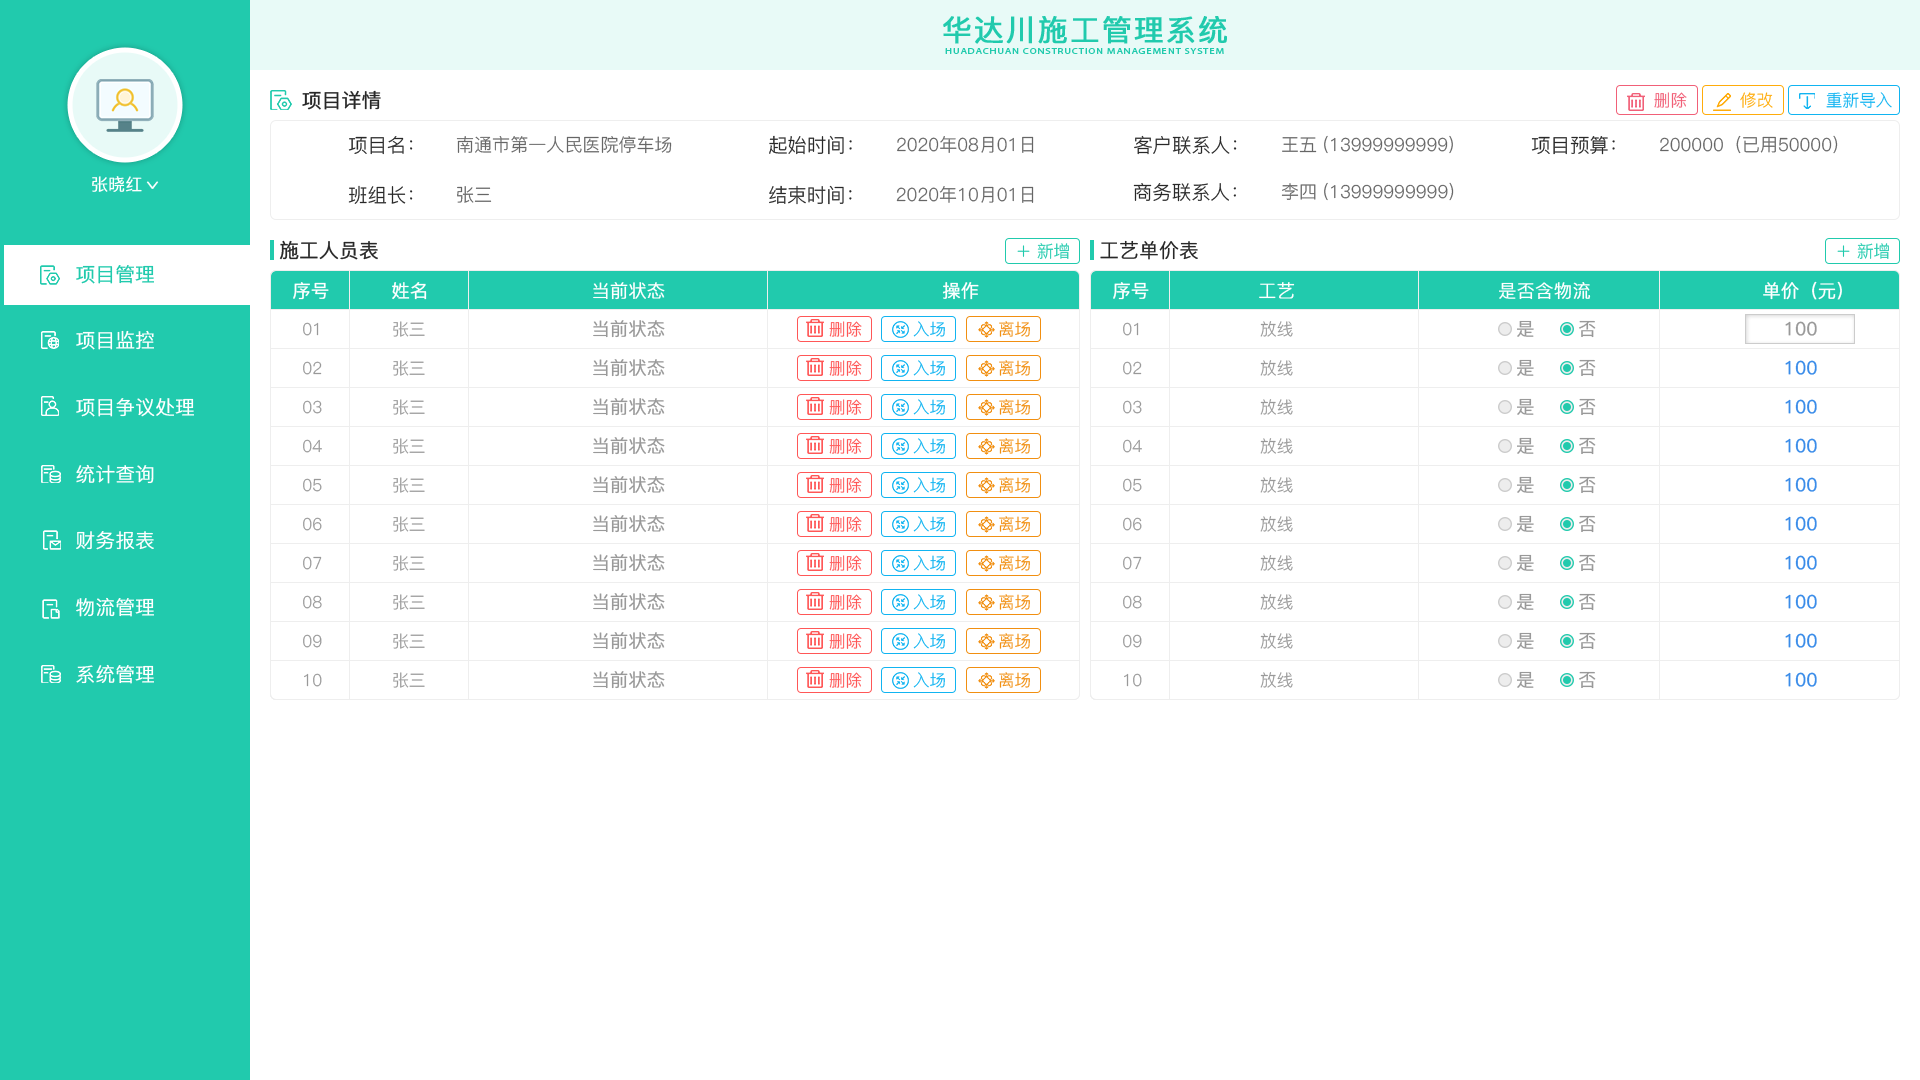 华达川施工管理系统
HUADACHUAN CONSTRUCTION MANAGEMENT SYSTEM
张晓红
项目管理
项目监控
项目争议处理
统计查询
财务报表
物流管理
系统管理
项目详情
删除 修改 重新导入
项目名： 南通市第一人民医院停车场 起始时间： 2020年08月01日 客户联系人： 王五 (13999999999) 项目预算： 200000（已用50000）
班组长： 张三 结束时间： 2020年10月01日 商务联系人： 李四 (13999999999)
施工人员表 新增
序号 姓名 当前状态 操作
01 张三 当前状态 删除 入场 离场
02 张三 当前状态 删除 入场 离场
03 张三 当前状态 删除 入场 离场
04 张三 当前状态 删除 入场 离场
05 张三 当前状态 删除 入场 离场
06 张三 当前状态 删除 入场 离场
07 张三 当前状态 删除 入场 离场
08 张三 当前状态 删除 入场 离场
09 张三 当前状态 删除 入场 离场
10 张三 当前状态 删除 入场 离场
工艺单价表 新增
序号 工艺 是否含物流 单价（元）
01 放线 是 否 100
02 放线 是 否 100
03 放线 是 否 100
04 放线 是 否 100
05 放线 是 否 100
06 放线 是 否 100
07 放线 是 否 100
08 放线 是 否 100
09 放线 是 否 100
10 放线 是 否 100